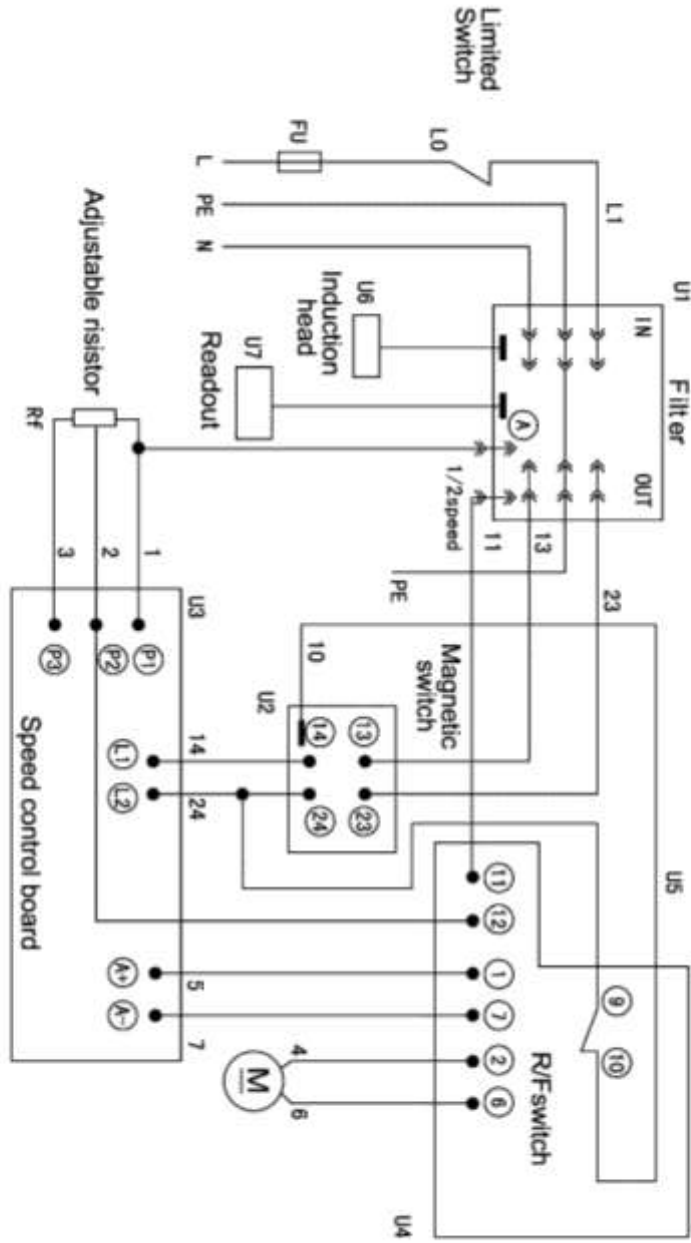 Limited
Switch
FU
L0
L
PE
N
L1
U1
IN
Filter
OUT
U6
Induction
head
U7
Readout
A
1/2speed
11
13
23
PE
Adjustable risistor
Rf
3
2
1
U3
P3
P2
P1
Speed control board
L1
L2
14
24
A+
A-
5
7
10
U2
Magnetic
switch
14
13
24
23
U5
11
12
1
7
2
6
9
10
R/Fswitch
M
4
6
U4